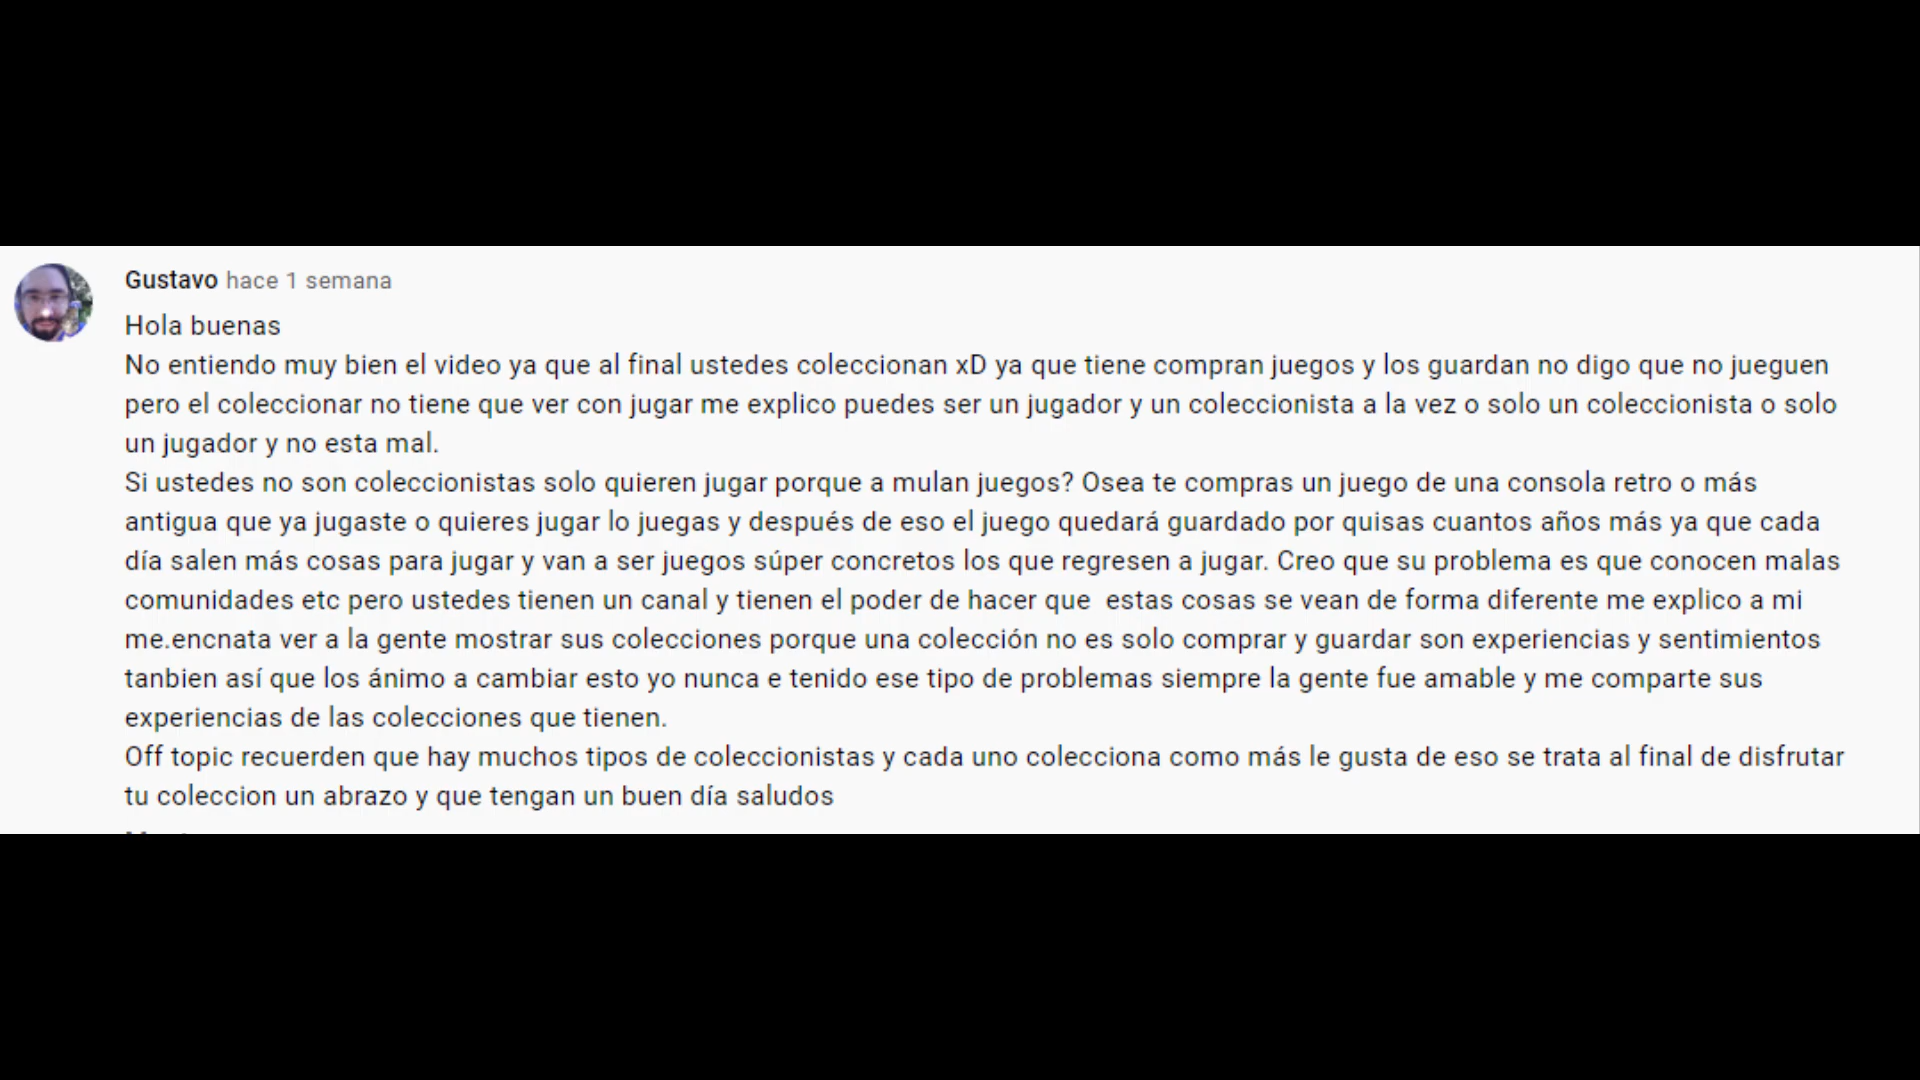 Gustavo hace 1 semana
Hola buenas
No entiendo muy bien el video ya que al final ustedes coleccionan xD ya que tiene compran juegos y los guardan no digo que no jueguen
pero el coleccionar no tiene que ver con jugar me explico puedes ser un jugador y un coleccionista a la vez o solo un coleccionista o solo
un jugador y no esta mal.
Si ustedes no son coleccionistas solo quieren jugar porque a mulan juegos? Osea te compras un juego de una consola retro o más
antigua que ya jugaste o quieres jugar lo juegas y después de eso el juego quedará guardado por quisas cuantos años más ya que cada
día salen más cosas para jugar y van a ser juegos súper concretos los que regresen a jugar. Creo que su problema es que conocen malas
comunidades etc pero ustedes tienen un canal y tienen el poder de hacer que  estas cosas se vean de forma diferente me explico a mi
me.encnata ver a la gente mostrar sus colecciones porque una colección no es solo comprar y guardar son experiencias y sentimientos
tanbien así que los ánimo a cambiar esto yo nunca e tenido ese tipo de problemas siempre la gente fue amable y me comparte sus
experiencias de las colecciones que tienen.
Off topic recuerden que hay muchos tipos de coleccionistas y cada uno colecciona como más le gusta de eso se trata al final de disfrutar
tu coleccion un abrazo y que tengan un buen día saludos